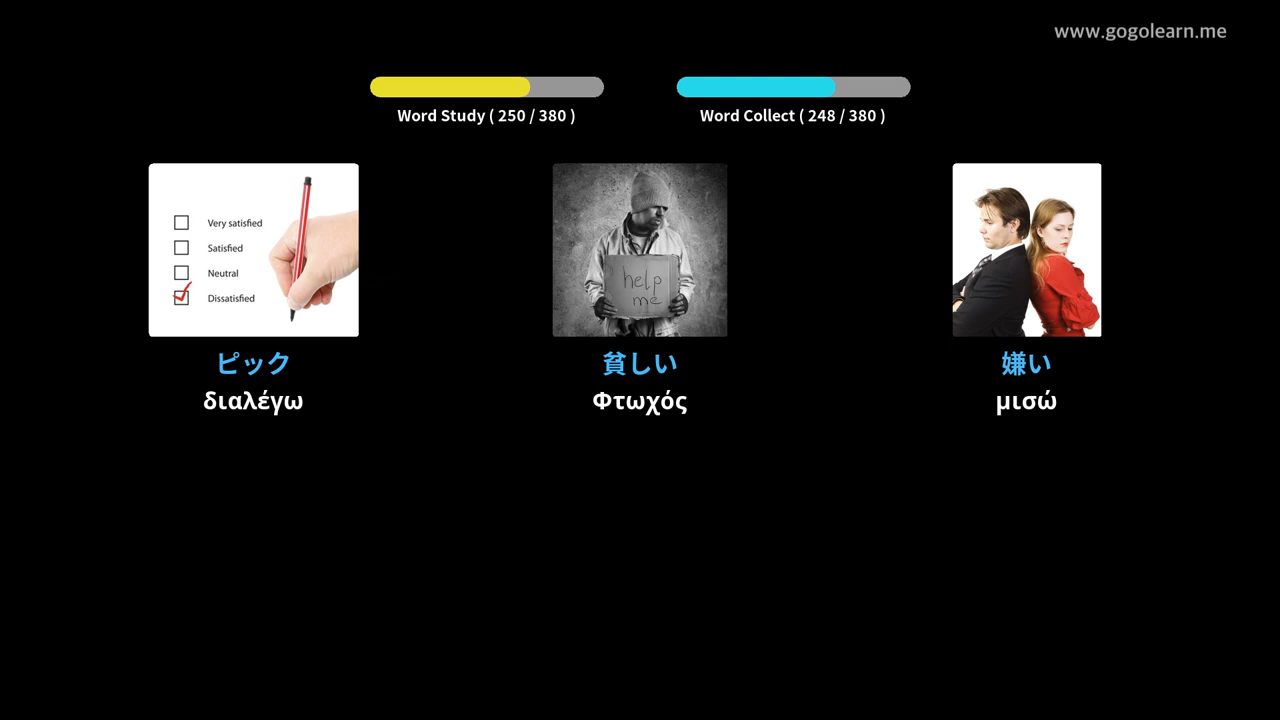 www.gogolearn.me
Word Study ( 250 / 380 )
Word Collect ( 248 / 380 )
Very satisfied
Satisfied
Neutral
Dissatisfied
help
me
ピック
貧しい
嫌い
διαλέγω
Φτωχός
μισώ